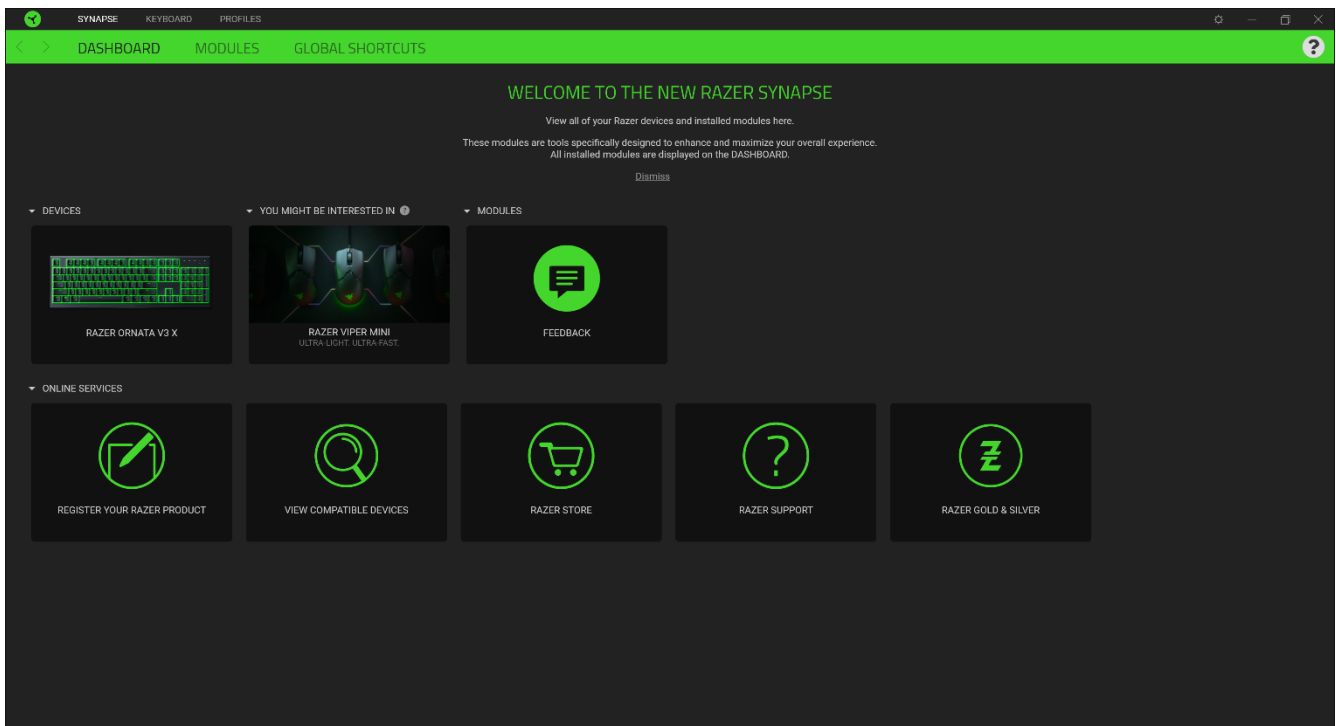 SYNAPSE KEYBOARD PROFILES
DASHBOARD MODULES GLOBAL SHORTCUTS
WELCOME TO THE NEW RAZER SYNAPSE
View all of your Razer devices and installed modules here.
These modules are tools specifically designed to enhance and maximize your overall experience.
All installed modules are displayed on the DASHBOARD.
Dismiss
DEVICES
YOU MIGHT BE INTERESTED IN ?
MODULES
RAZER ORNATA V3 X
RAZER VIPER MINI
ULTRA-LIGHT. ULTRA-FAST.
FEEDBACK
ONLINE SERVICES
REGISTER YOUR RAZER PRODUCT
VIEW COMPATIBLE DEVICES
RAZER STORE
RAZER SUPPORT
RAZER GOLD & SILVER